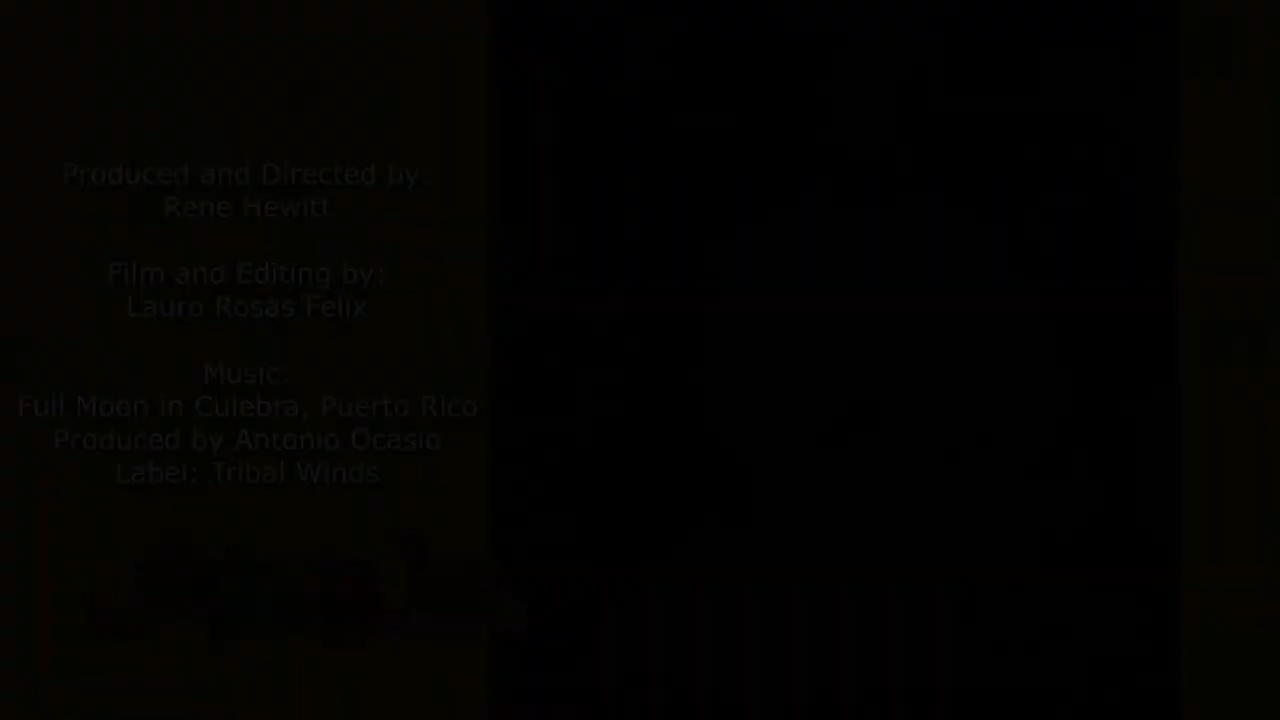 Produced and Directed by:
Rene Hewitt
Film and Editing by:
Lauro Rosas Felix
Music:
Full Moon in Culebra, Puerto Rico
Produced by Antonio Ocasio
Label: Tribal Winds